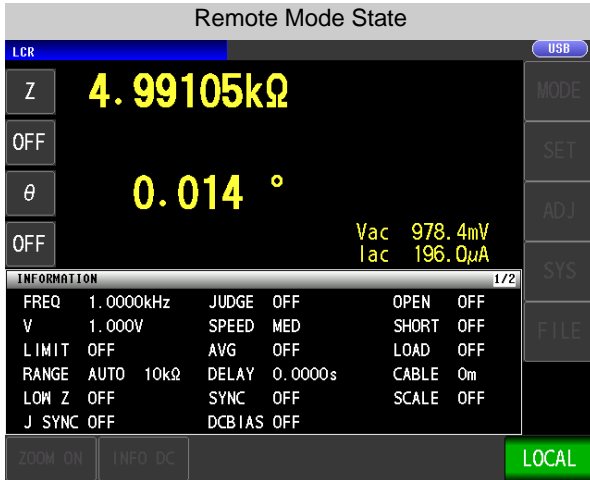 Remote Mode State
LCR USB
Z 4.99105kΩ MODE
OFF SET
θ 0.014 ° ADJ
OFF Vac 978.4mV
Iac 196.0µA SYS
INFORMATION 1/2
FREQ 1.0000kHz JUDGE OFF OPEN OFF
V 1.000V SPEED MED SHORT OFF FILE
LIMIT OFF AVG OFF LOAD OFF
RANGE AUTO 10kΩ DELAY 0.0000s CABLE 0m
LOW Z OFF SYNC OFF SCALE OFF
J SYNC OFF DCBIAS OFF
ZOOM ON INFO DC LOCAL